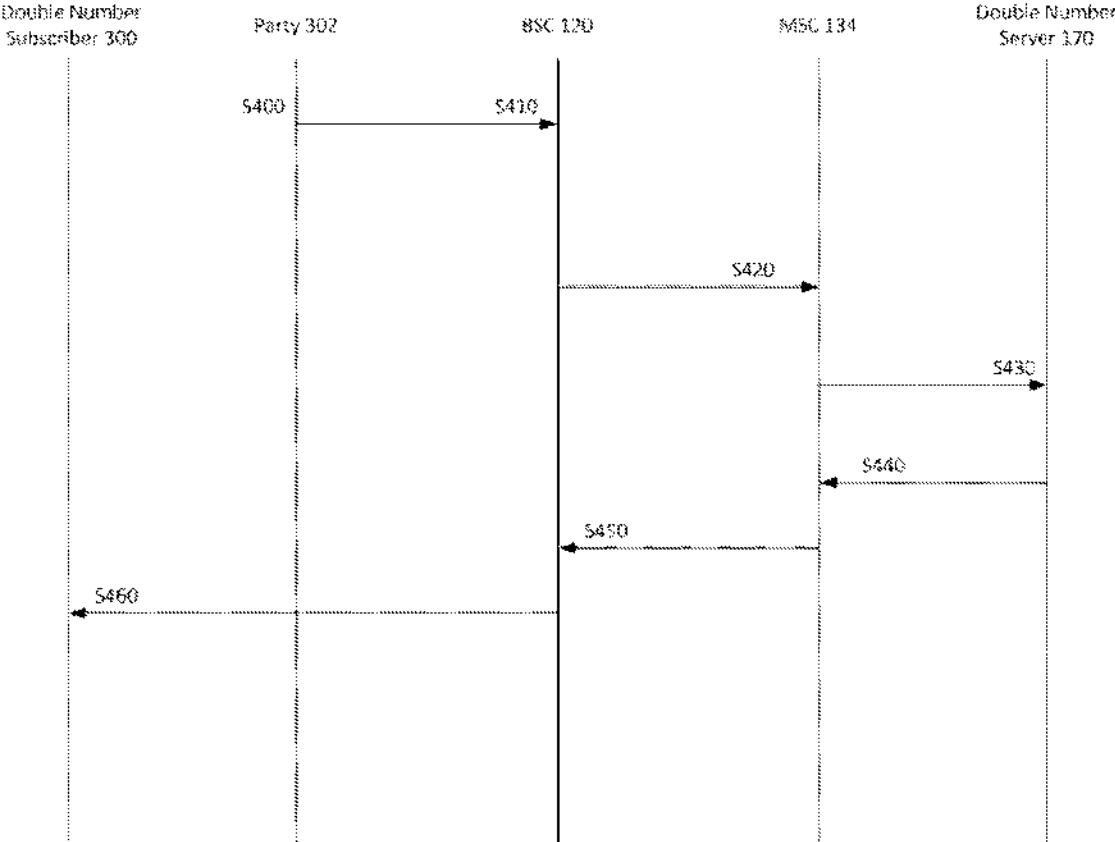 Double Number
Subscriber 300
Party 302
BSC 120
MSC 134
Double Number
Server 170
S400
S410
S420
S430
S440
S450
S460